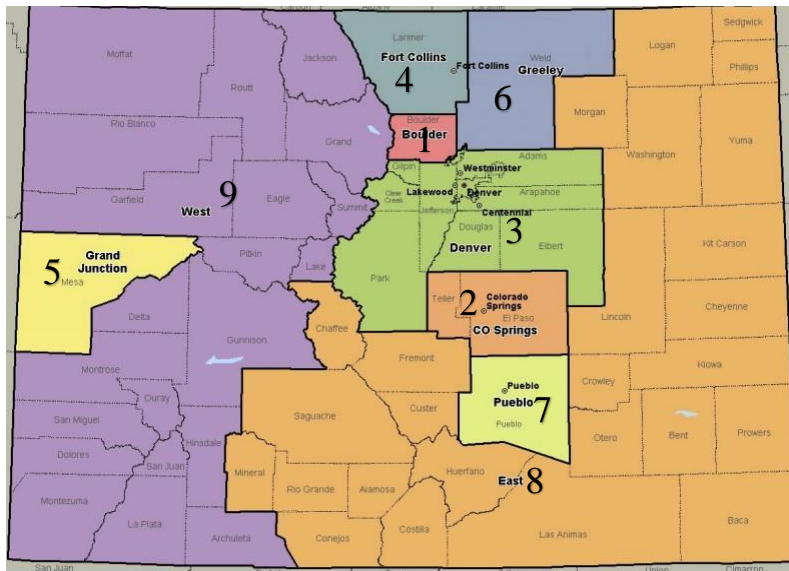 Larimer
Sedgwick
Moffat
Jackson
Fort Collins
Fort Collins
4
Weld
Greeley
Logan
Phillips
Routt
6
Morgan
Rio Blanco
Grand
Boulder
Boulder
1
Washington
Yuma
Gilpin
Westminster
Adams
9
Garfield
Eagle
West
Summit
Clear
Creek
Lakewood
Denver
Arapahoe
Jefferson
Centennial
Douglas
3
Denver
Elbert
Kit Carson
Grand
Junction
5
Mesa
Pitkin
Lake
Park
Teller
2
Colorado
Springs
El Paso
CO Springs
Lincoln
Cheyenne
Delta
Chaffee
Gunnison
Fremont
Montrose
Kiowa
Crowley
Ouray
Pueblo
Pueblo
7
Pueblo
Custer
San Miguel
Saguache
Otero
Bent
Prowers
Hinsdale
Dolores
San Juan
Mineral
Rio Grande
Alamosa
Huerfano
East
8
Montezuma
La Plata
Archuleta
Conejos
Costilla
Las Animas
Baca
San Juan
Union
Cimarron